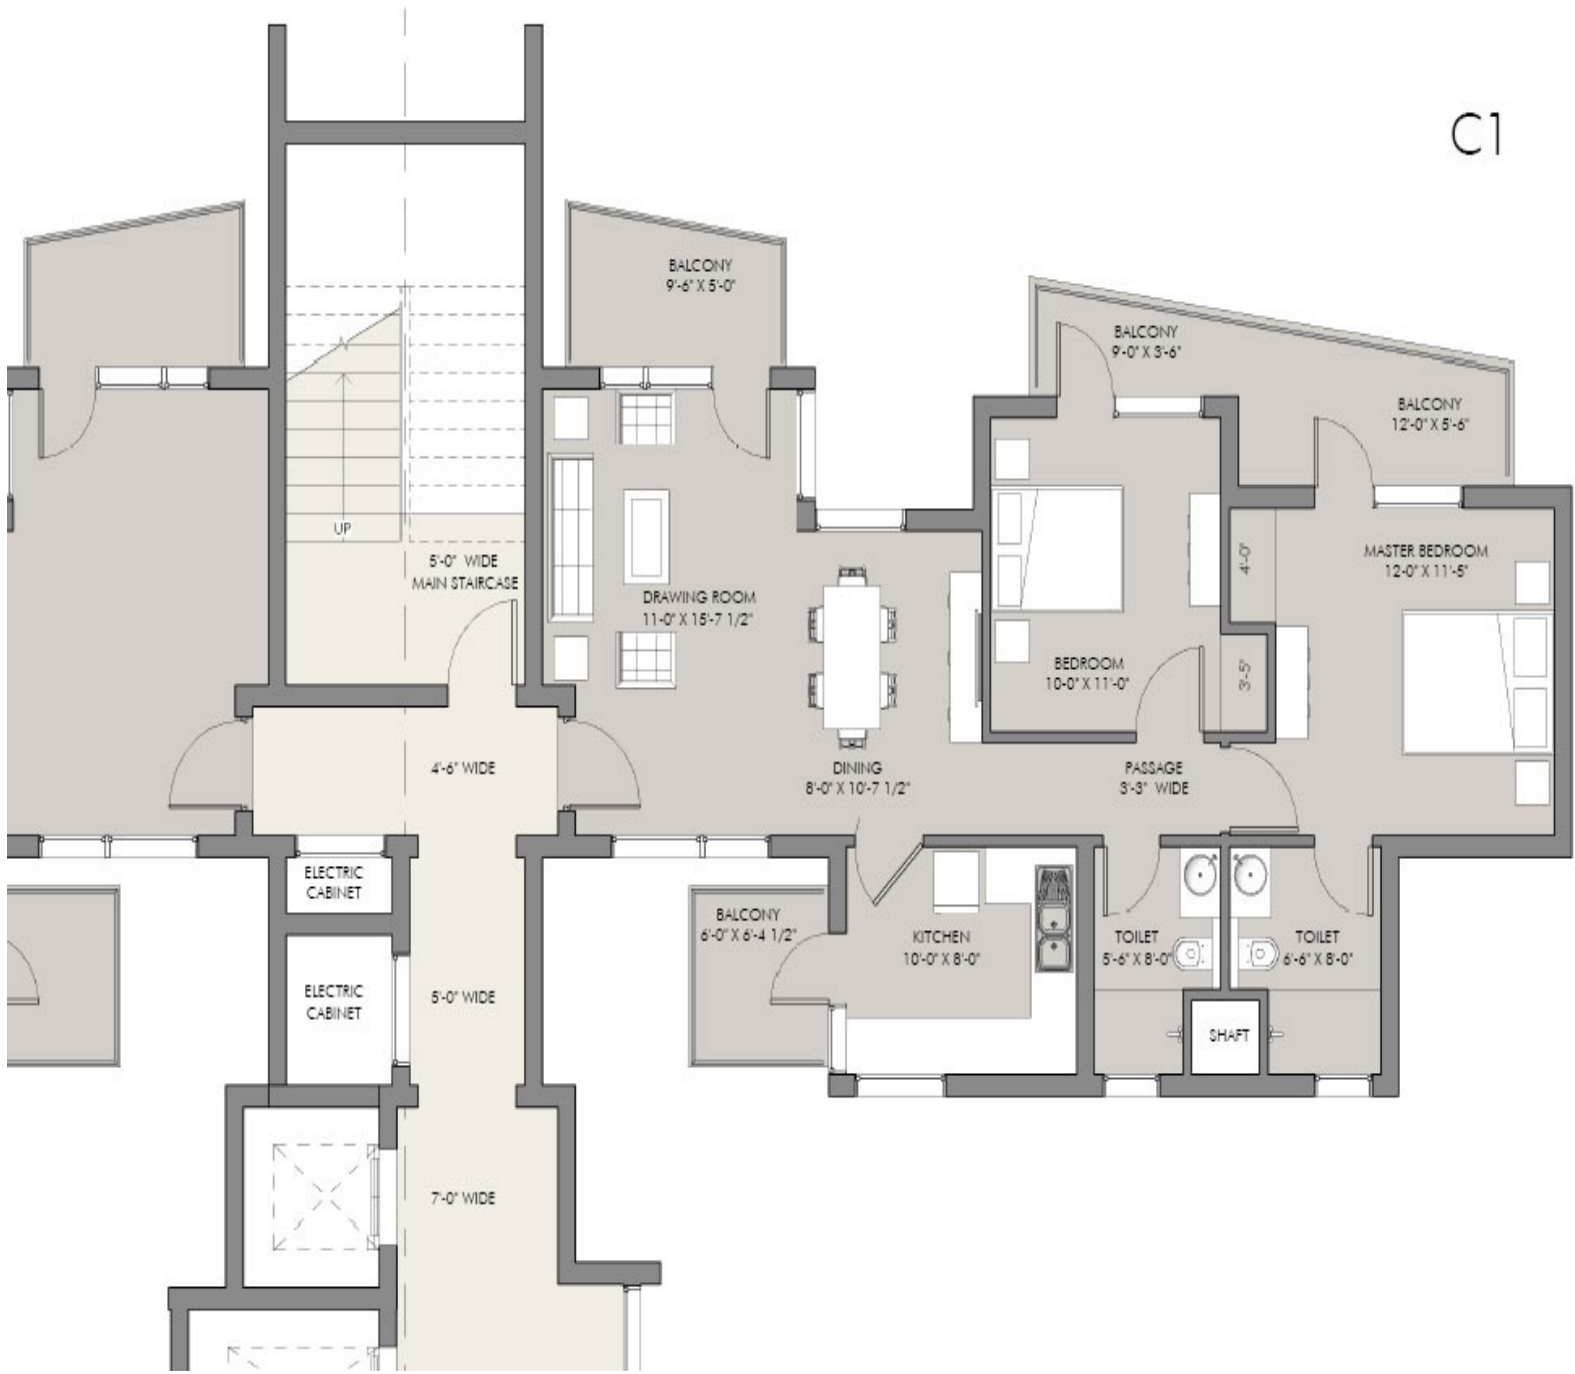 C1
BALCONY
9'-6" X 5'-0"
BALCONY
9'-0" X 3'-6"
BALCONY
12'-0" X 5'-6"
UP
5'-0" WIDE
MAIN STAIRCASE
DRAWING ROOM
11-0" X 15'-7 1/2"
4'-0"
MASTER BEDROOM
12-0" X 11'-5"
BEDROOM
10-0" X 11'-0"
3'-5"
4'-6" WIDE
DINING
8'-0" X 10'-7 1/2"
PASSAGE
3'-3" WIDE
ELECTRIC
CABINET
BALCONY
6'-0" X 6'-4 1/2"
KITCHEN
10'-0" X 8'-0"
TOILET
5'-6" X 8'-0"
TOILET
6'-6" X 8'-0"
ELECTRIC
CABINET
5'-0" WIDE
SHAFT
7'-0" WIDE